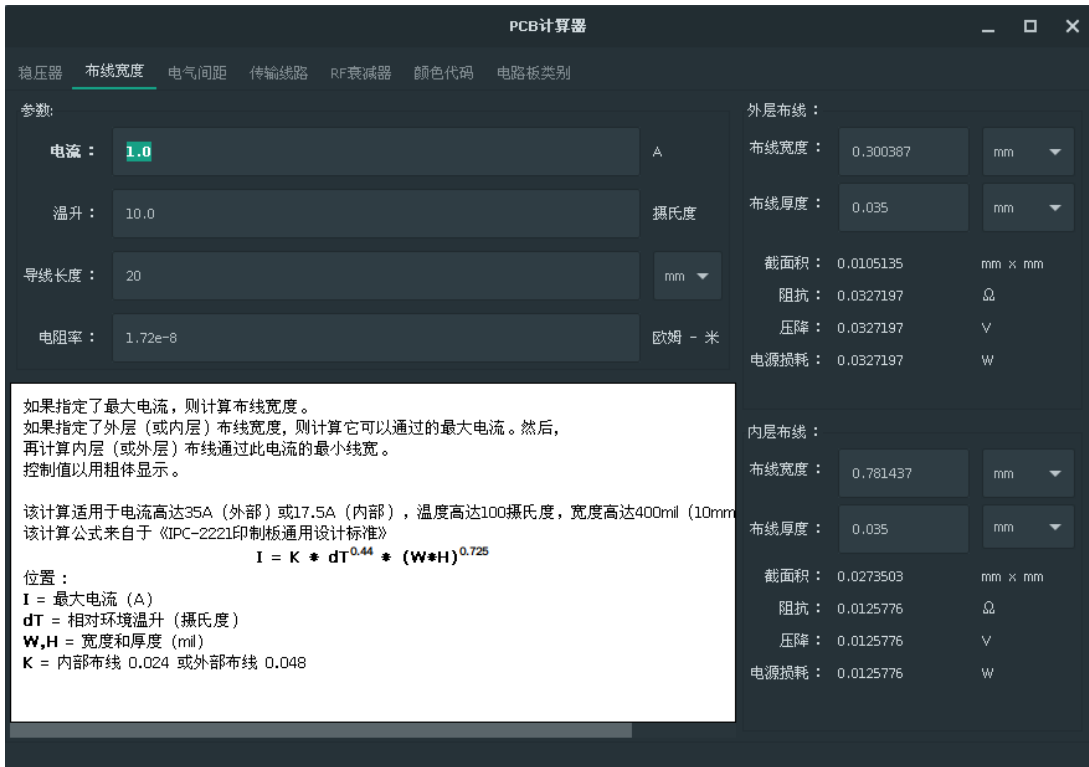 PCB计算器
稳压器 布线宽度 电气间距 传输线路 RF衰减器 颜色代码 电路板类别
参数:
电流： 1.0 A
温升： 10.0 摄氏度
导线长度： 20 mm
电阻率： 1.72e-8 欧姆 - 米
如果指定了最大电流，则计算布线宽度。
如果指定了外层（或内层）布线宽度, 则计算它可以通过的最大电流。然后,
再计算内层（或外层）布线通过此电流的最小线宽。
控制值以用粗体显示。
该计算适用于电流高达35A（外部）或17.5A（内部）, 温度高达100摄氏度，宽度高达400mil（10mm
该计算公式来自于《IPC-2221印制板通用设计标准》
I = K * dT^0.44 * (W*H)^0.725
位置：
I = 最大电流（A）
dT = 相对环境温升（摄氏度）
W,H = 宽度和厚度（mil）
K = 内部布线 0.024 或外部布线 0.048
外层布线：
布线宽度： 0.300387 mm
布线厚度： 0.035 mm
截面积： 0.0105135 mm x mm
阻抗： 0.0327197 Ω
压降： 0.0327197 V
电源损耗： 0.0327197 W
内层布线：
布线宽度： 0.781437 mm
布线厚度： 0.035 mm
截面积： 0.0273503 mm x mm
阻抗： 0.0125776 Ω
压降： 0.0125776 V
电源损耗： 0.0125776 W